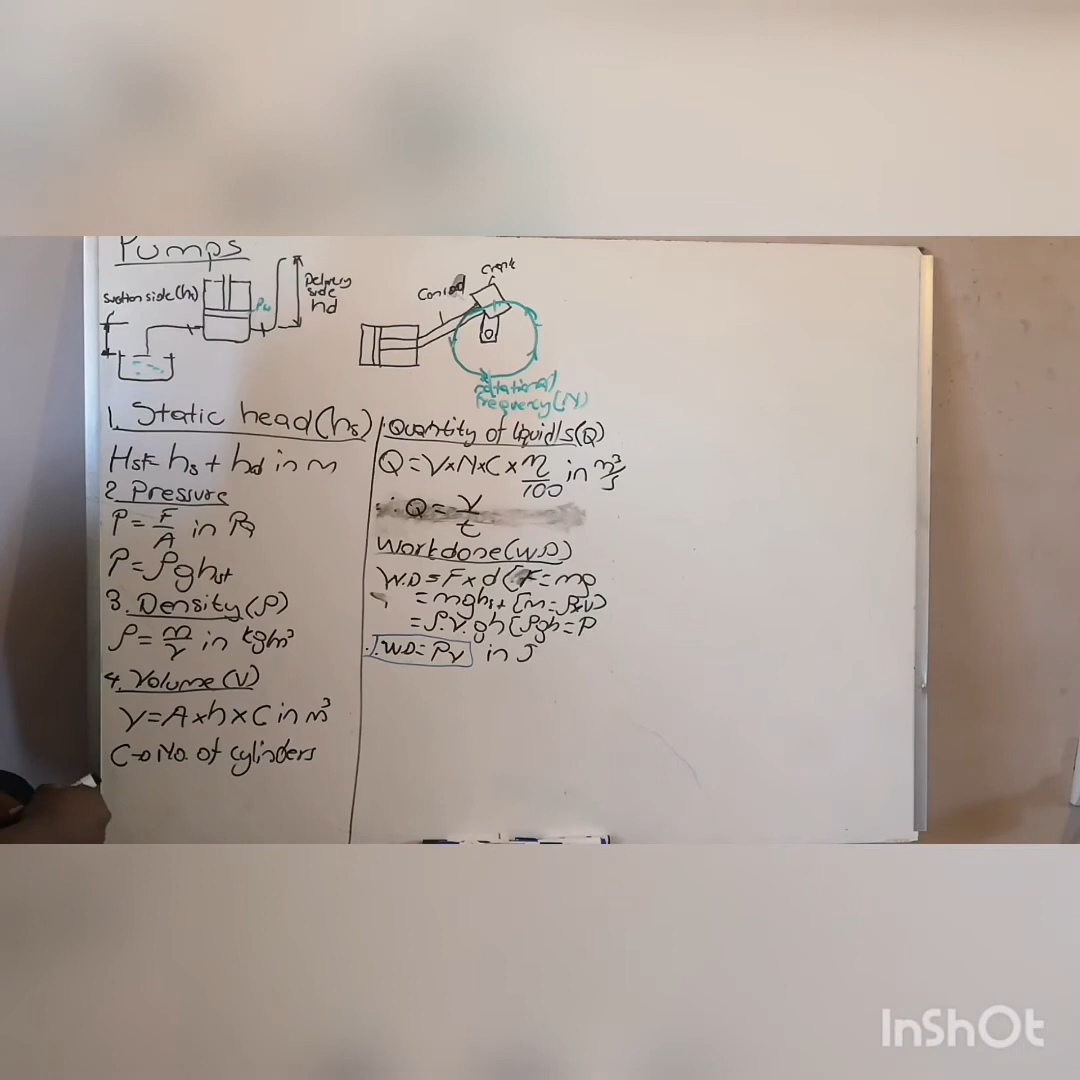 Pumps
Suction side (hs)
Delivery
side
hd
Conrod
Crank
rotational
frequency (N)
1. Static head (hs)
Hst = hs + hd in m
2 Pressure
P = F/A in Pa
P = ρghst
3. Density (ρ)
ρ = m/V in kg/m³
4. Volume (V)
V = A × h × C in m³
C → No. of cylinders
Quantity of liquid/s (Q)
Q = V × N × C × η/100 in m³/s
∴ Q = V/t
Workdone (W.D)
W.D = F × d
= mghst [m = ρ×V)
= ρ.V.gh [ρgh = P
∴ WD = PV in J
InShOt